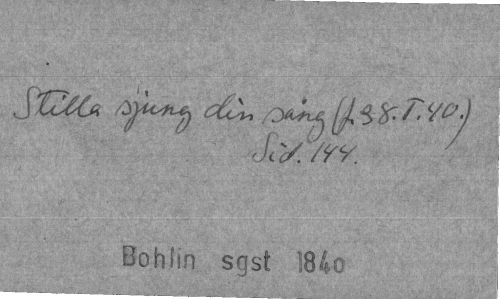 Stilla sjung din sång (f. 38. T. 40.)
Sid. 144.
Bohlin sgst 1840